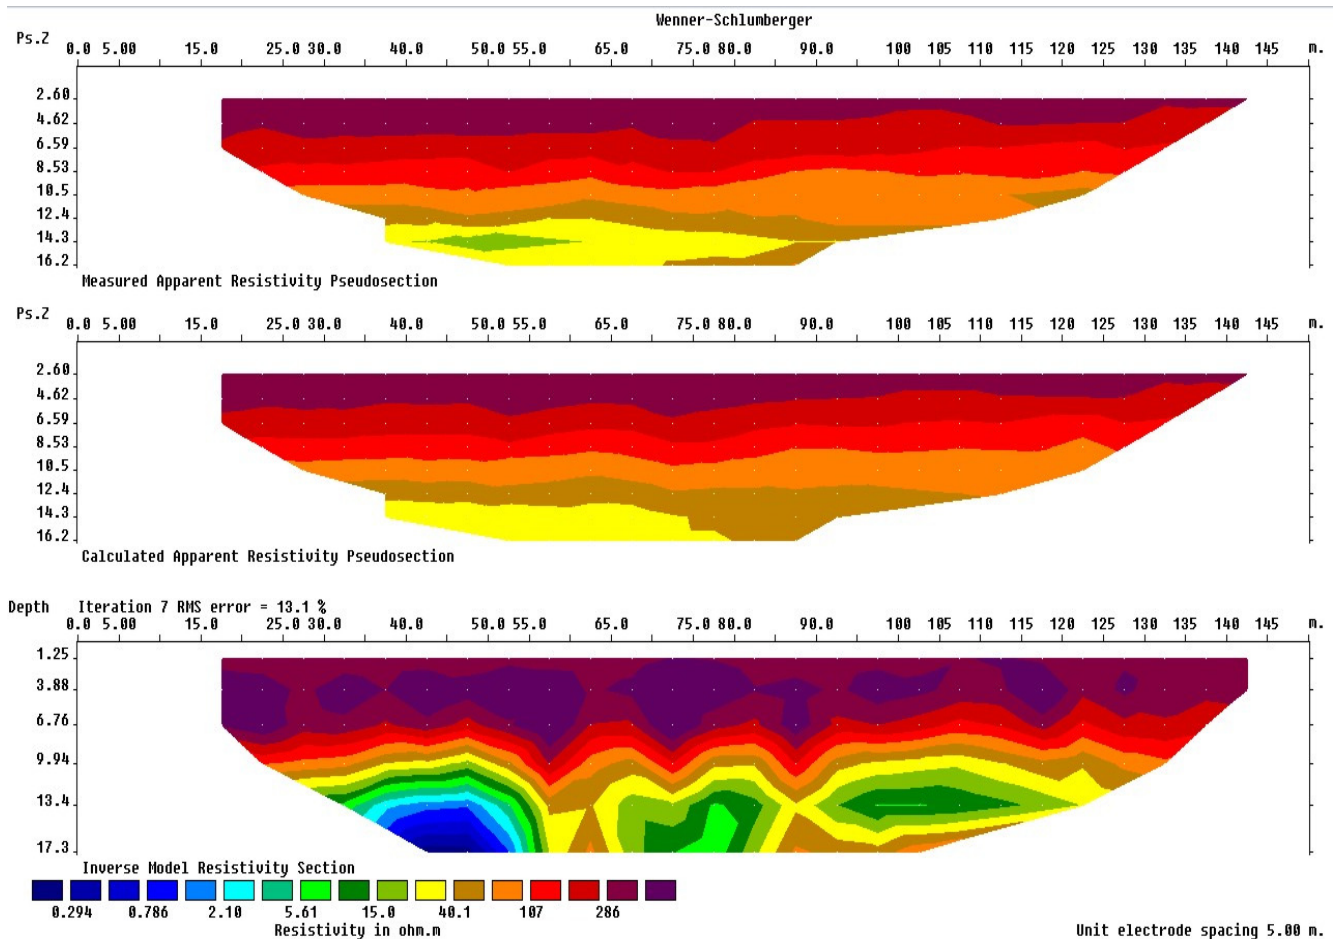 Wenner-Schlumberger
Ps.Z 0.0 5.00 15.0 25.0 30.0 40.0 50.0 55.0 65.0 75.0 80.0 90.0 100 105 110 115 120 125 130 135 145 m.
2.60
4.62
6.59
8.53
10.5
12.4
14.3
16.2
Measured Apparent Resistivity Pseudosection
Ps.Z 0.0 5.00 15.0 25.0 30.0 40.0 50.0 55.0 65.0 75.0 80.0 90.0 100 105 110 115 120 125 130 135 145 m.
2.60
4.62
6.59
8.53
10.5
12.4
14.3
16.2
Calculated Apparent Resistivity Pseudosection
Depth Iteration 7 RMS error = 13.1 %
0.0 5.00 15.0 25.0 30.0 40.0 50.0 55.0 65.0 75.0 80.0 90.0 100 105 110 115 120 125 130 135 145 m.
1.25
3.88
6.76
9.94
13.4
17.3
Inverse Model Resistivity Section
0.294 0.786 2.10 5.61 15.0 40.1 107 286
Resistivity in ohm.m
Unit electrode spacing 5.00 m.